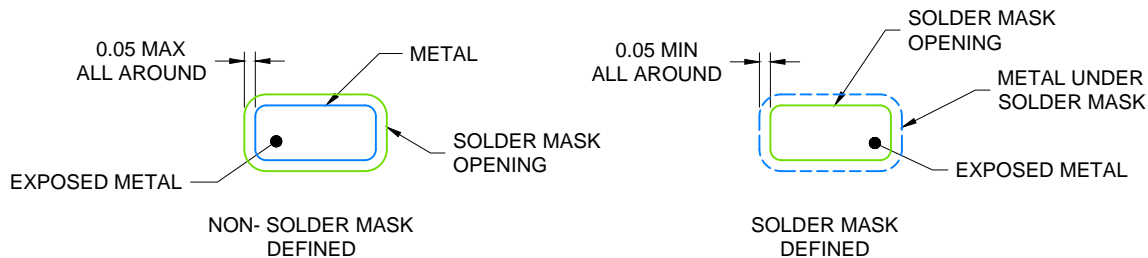 0.05 MAX
ALL AROUND
METAL
SOLDER MASK
OPENING
EXPOSED METAL
NON- SOLDER MASK
DEFINED
0.05 MIN
ALL AROUND
SOLDER MASK
OPENING
METAL UNDER
SOLDER MASK
EXPOSED METAL
SOLDER MASK
DEFINED